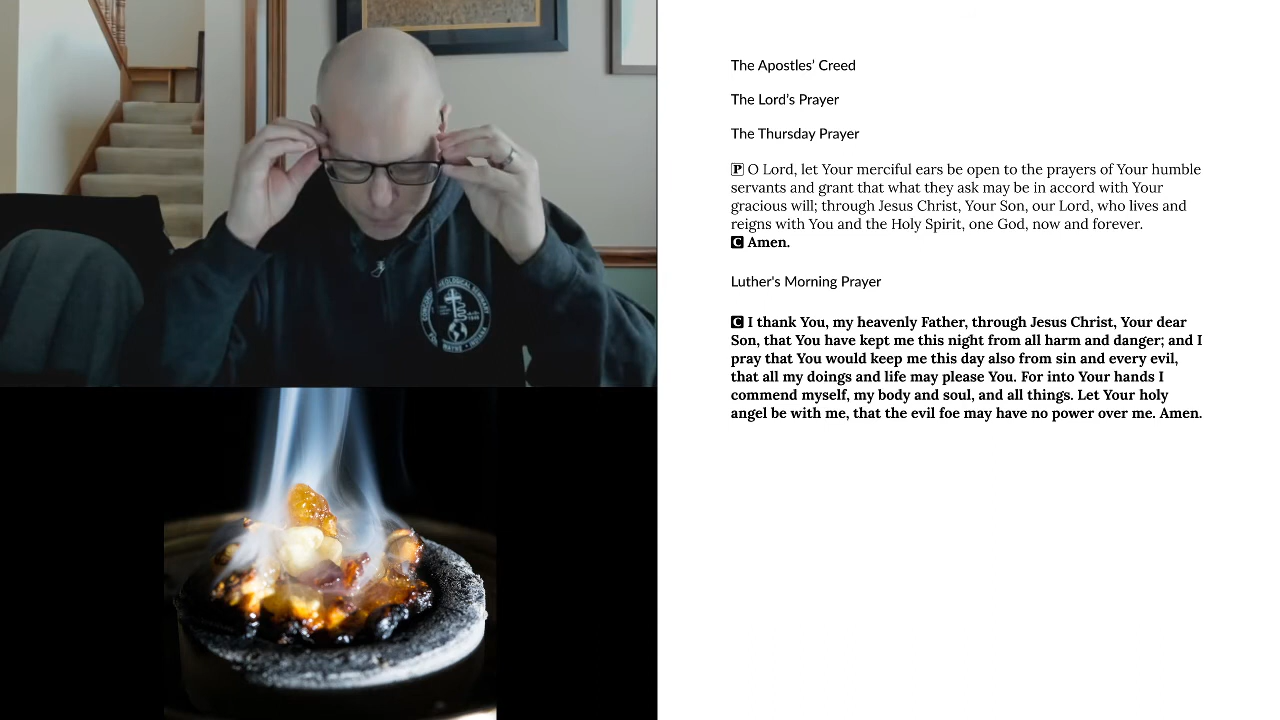 The Apostles' Creed
The Lord's Prayer
The Thursday Prayer
P O Lord, let Your merciful ears be open to the prayers of Your humble
servants and grant that what they ask may be in accord with Your
gracious will; through Jesus Christ, Your Son, our Lord, who lives and
reigns with You and the Holy Spirit, one God, now and forever.
C Amen.
Luther's Morning Prayer
C I thank You, my heavenly Father, through Jesus Christ, Your dear
Son, that You have kept me this night from all harm and danger; and I
pray that You would keep me this day also from sin and every evil,
that all my doings and life may please You. For into Your hands I
commend myself, my body and soul, and all things. Let Your holy
angel be with me, that the evil foe may have no power over me. Amen.